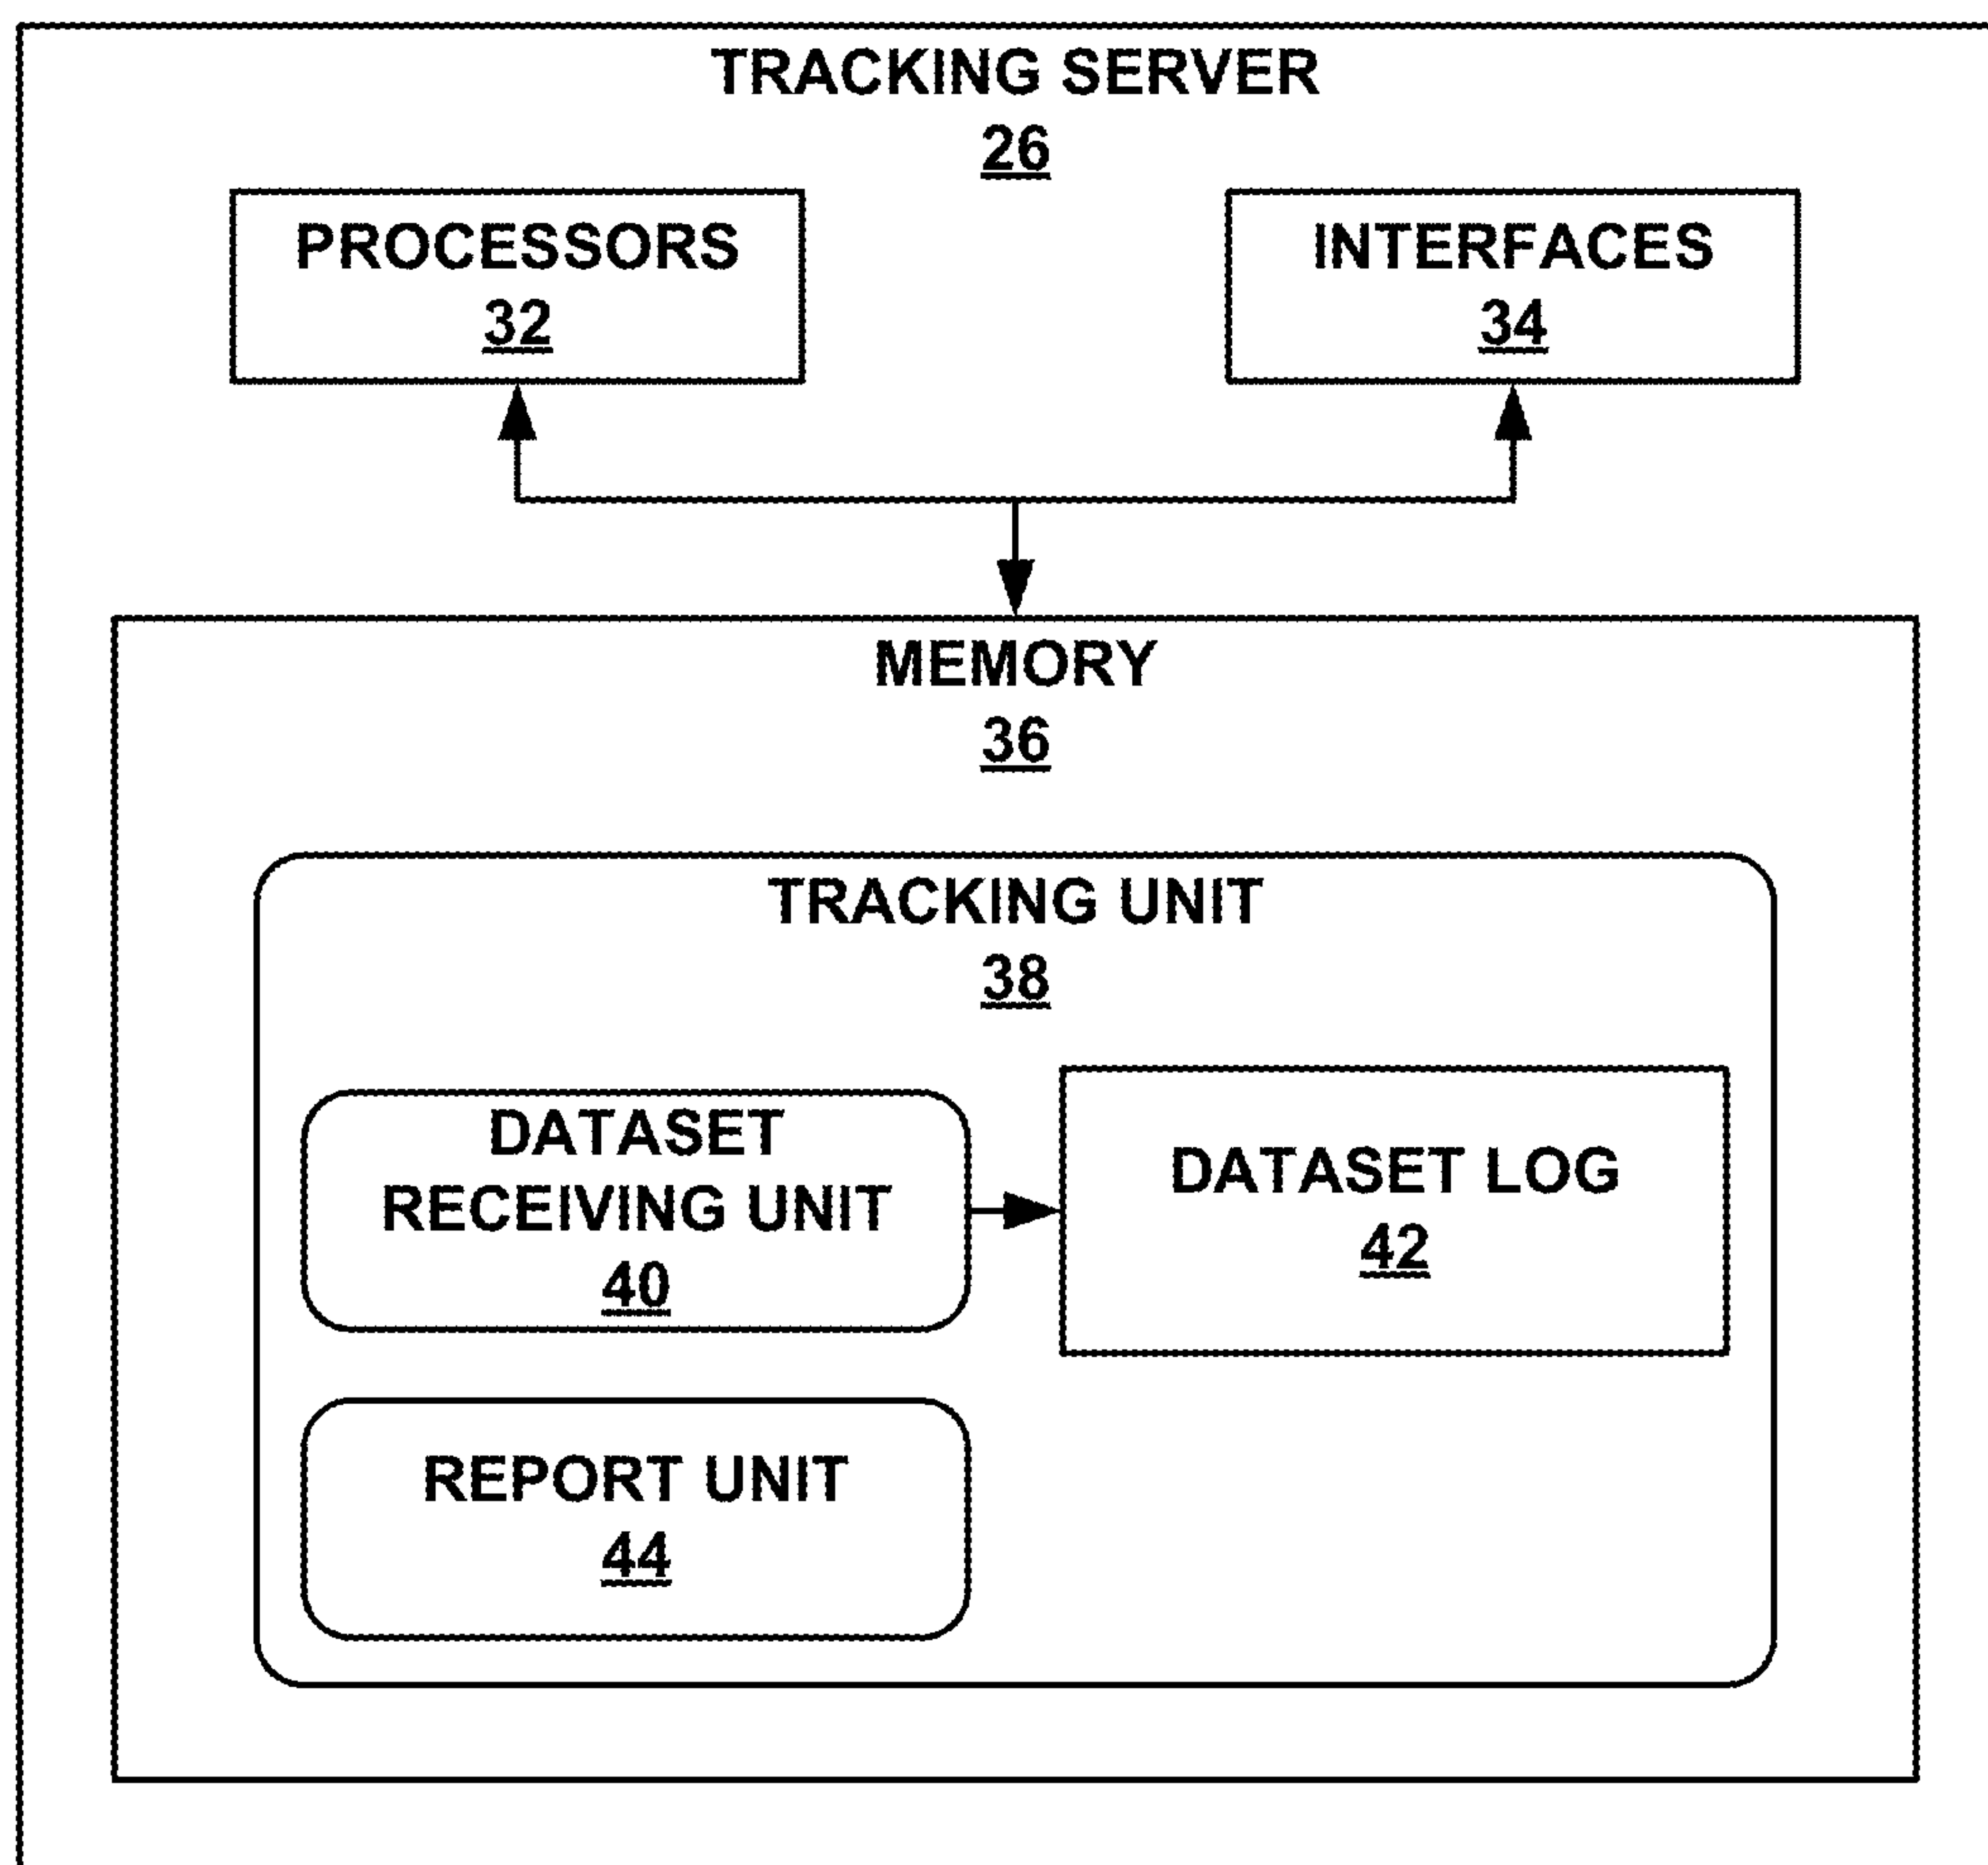 TRACKING SERVER
26
PROCESSORS
32
INTERFACES
34
MEMORY
36
TRACKING UNIT
38
DATASET
RECEIVING UNIT
40
DATASET LOG
42
REPORT UNIT
44